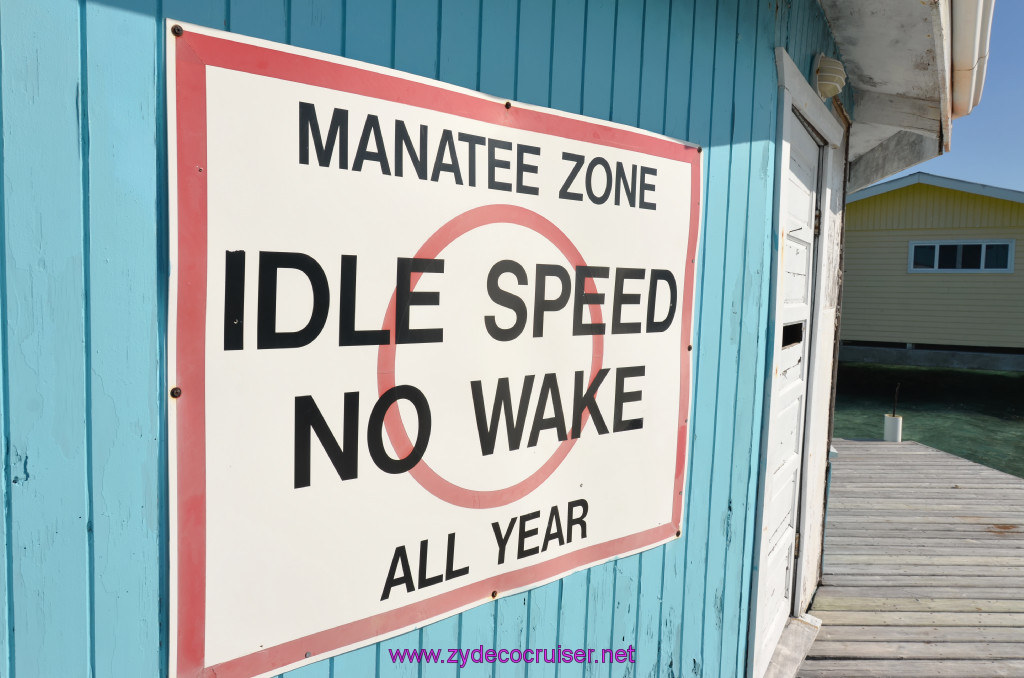 MANATEE ZONE
IDLE SPEED
NO WAKE
ALL YEAR
www.zydecocruiser.net